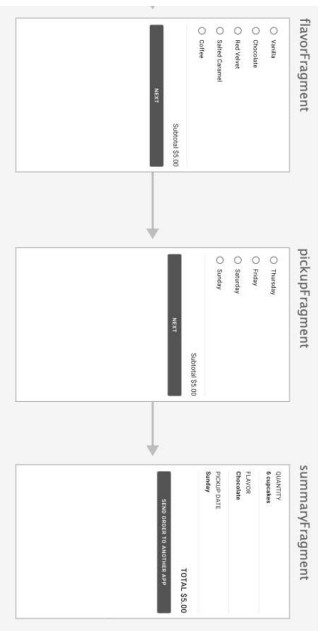 flavorFragment
Vanilla
Chocolate
Red Velvet
Salted Caramel
Coffee
Subtotal $5.00
NEXT
pickupFragment
Thursday
Friday
Saturday
Sunday
Subtotal $5.00
NEXT
summaryFragment
QUANTITY
6 cupcakes
FLAVOR
Chocolate
PICKUP DATE
Sunday
TOTAL $5.00
SEND ORDER TO ANOTHER APP